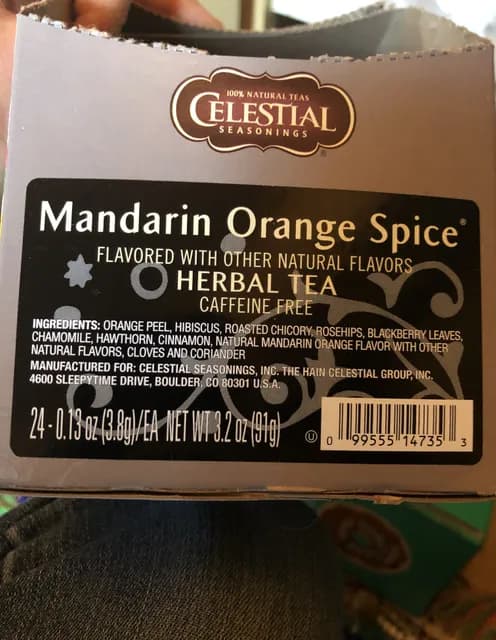 100% NATURAL TEAS
CELESTIAL
SEASONINGS®
Mandarin Orange Spice®
FLAVORED WITH OTHER NATURAL FLAVORS
HERBAL TEA
CAFFEINE FREE
INGREDIENTS: ORANGE PEEL, HIBISCUS, ROASTED CHICORY, ROSEHIPS, BLACKBERRY LEAVES,
CHAMOMILE, HAWTHORN, CINNAMON, NATURAL MANDARIN ORANGE FLAVOR WITH OTHER
NATURAL FLAVORS, CLOVES AND CORIANDER
MANUFACTURED FOR: CELESTIAL SEASONINGS, INC. THE HAIN CELESTIAL GROUP, INC.
4600 SLEEPYTIME DRIVE, BOULDER, CO 80301 U.S.A.
24 - 0.13 oz (3.8g)/EA NET WT 3.2 oz (91g)
U
0 99555 14735 3